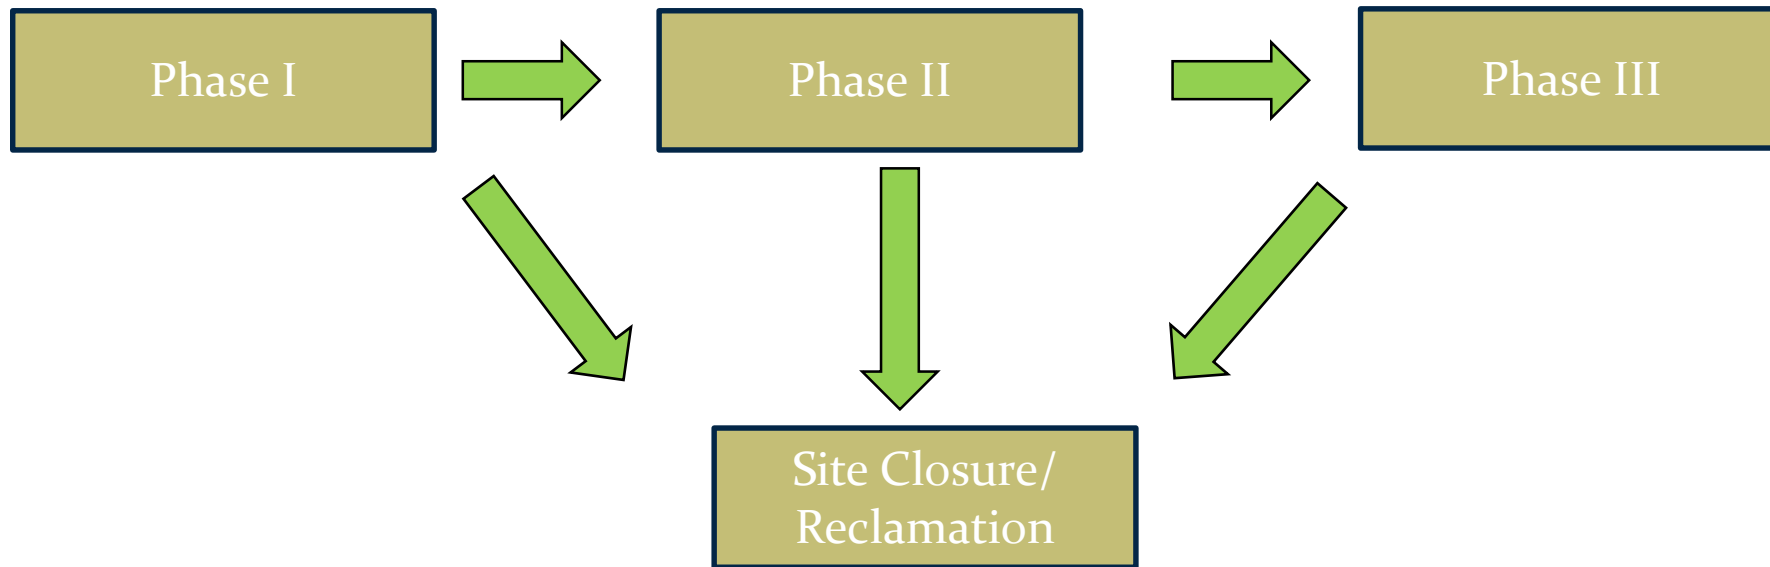 Phase I
Phase II
Phase III
Site Closure/
Reclamation